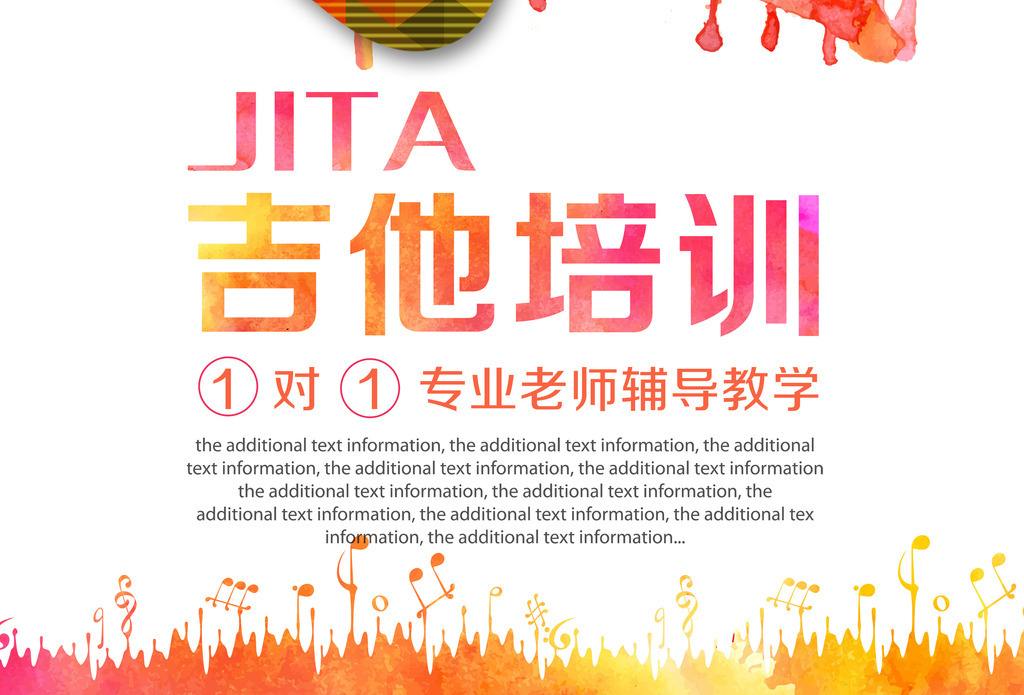 JITA
吉他培训
①对①专业老师辅导教学
the additional text information, the additional text information, the additional
text information, the additional text information, the additional text information
the additional text information, the additional text information, the
additional text information, the additional text information, the additional tex
information, the additional text information...